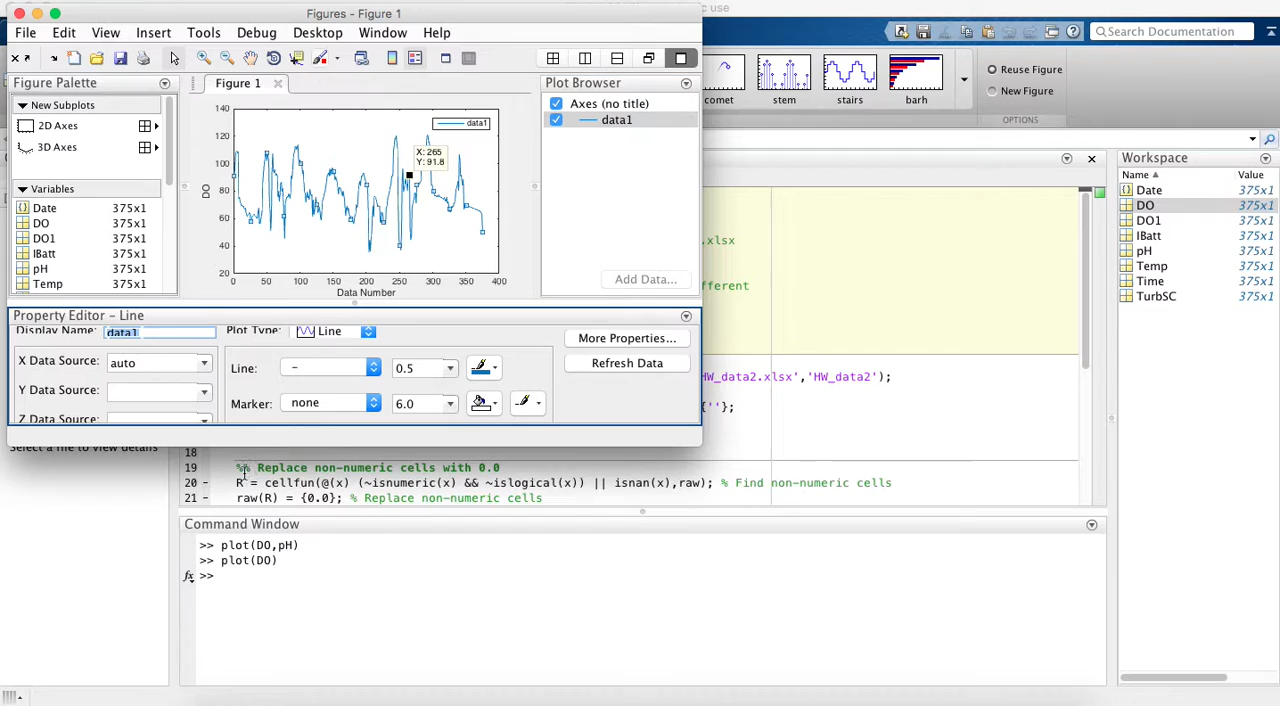 ic use
Figures - Figure 1
File Edit View Insert Tools Debug Desktop Window Help
Search Documentation
Figure Palette
Figure 1
Plot Browser
comet
stem
stairs
barh
Reuse Figure
New Figure
OPTIONS
New Subplots
2D Axes
3D Axes
Variables
Date 375x1
DO 375x1
DO1 375x1
IBatt 375x1
pH 375x1
Temp 375x1
140
120
100
80
60
40
20
0 50 100 150 200 250 300 350 400
DO
Data Number
data1
X: 265
Y: 91.8
Axes (no title)
data1
Add Data...
Workspace
Name Value
Date 375x1
DO 375x1
DO1 375x1
IBatt 375x1
pH 375x1
Temp 375x1
Time 375x1
TurbSC 375x1
.xlsx
fferent
Property Editor - Line
Display Name: data1
Plot Type: Line
More Properties...
X Data Source: auto
Line: - 0.5
Refresh Data
Y Data Source:
Marker: none 6.0
Z Data Source:
HW_data2.xlsx','HW_data2');
{''};
Select a file to view details
18
19 %% Replace non-numeric cells with 0.0
20 - R = cellfun(@(x) (~isnumeric(x) && ~islogical(x)) || isnan(x),raw); % Find non-numeric cells
21 - raw(R) = {0.0}; % Replace non-numeric cells
Command Window
>> plot(DO,pH)
>> plot(DO)
fx >>